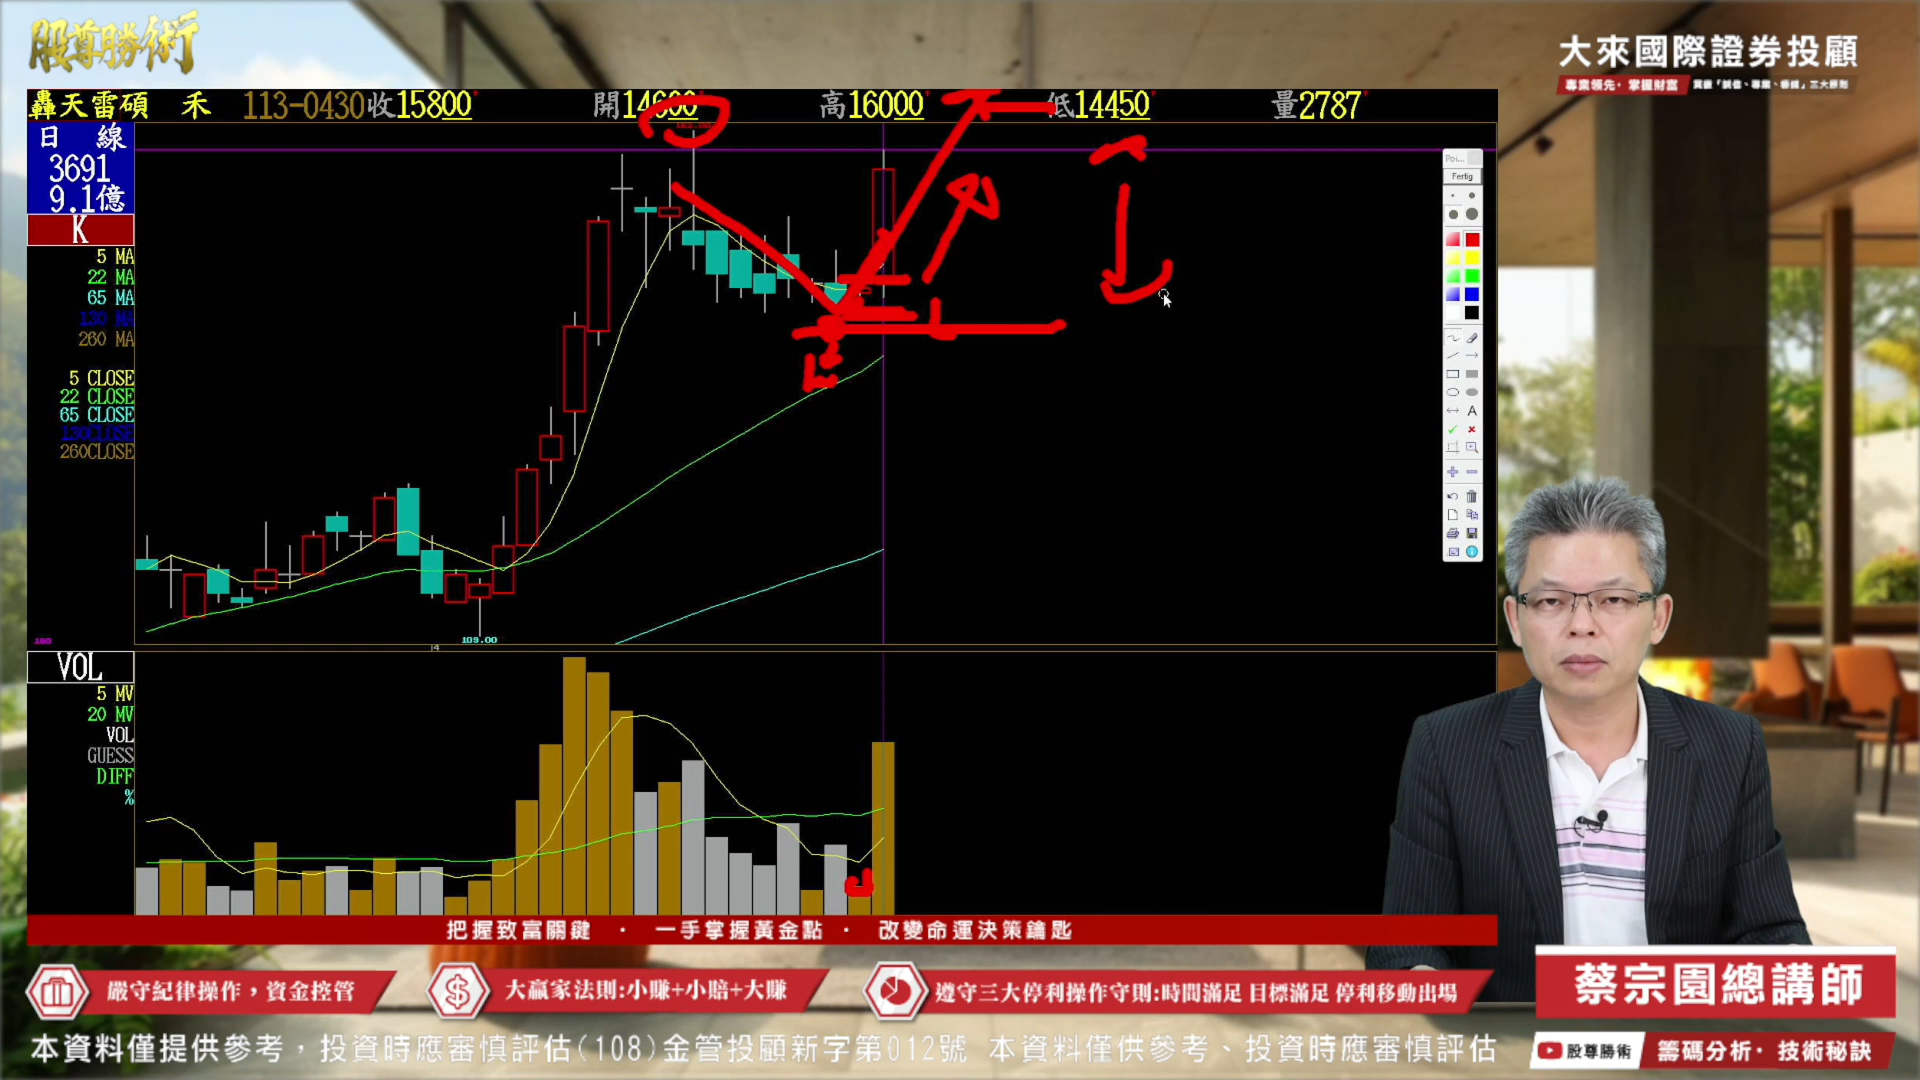 股尊勝術
大來國際證券投顧
專業領先・掌握財富
轟天雷碩 禾 113-0430收15800 開14600 高16000 低14450 量2787
日 線
3691
9.1億
K
5 MA
22 MA
65 MA
130 MA
260 MA
5 CLOSE
22 CLOSE
65 CLOSE
130CLOSE
260CLOSE
Poi...
Fertig
A
109.00
4
VOL
5 MV
20 MV
VOL
GUESS
DIFF
%
把握致富關鍵 · 一手掌握黃金點 · 改變命運決策鑰匙
嚴守紀律操作，資金控管
大贏家法則:小賺+小賠+大賺
遵守三大停利操作守則:時間滿足 目標滿足 停利移動出場
蔡宗園總講師
本資料僅提供參考，投資時應審慎評估(108)金管投顧新字第012號 本資料僅供參考、投資時應審慎評估
股尊勝術
籌碼分析・技術秘訣